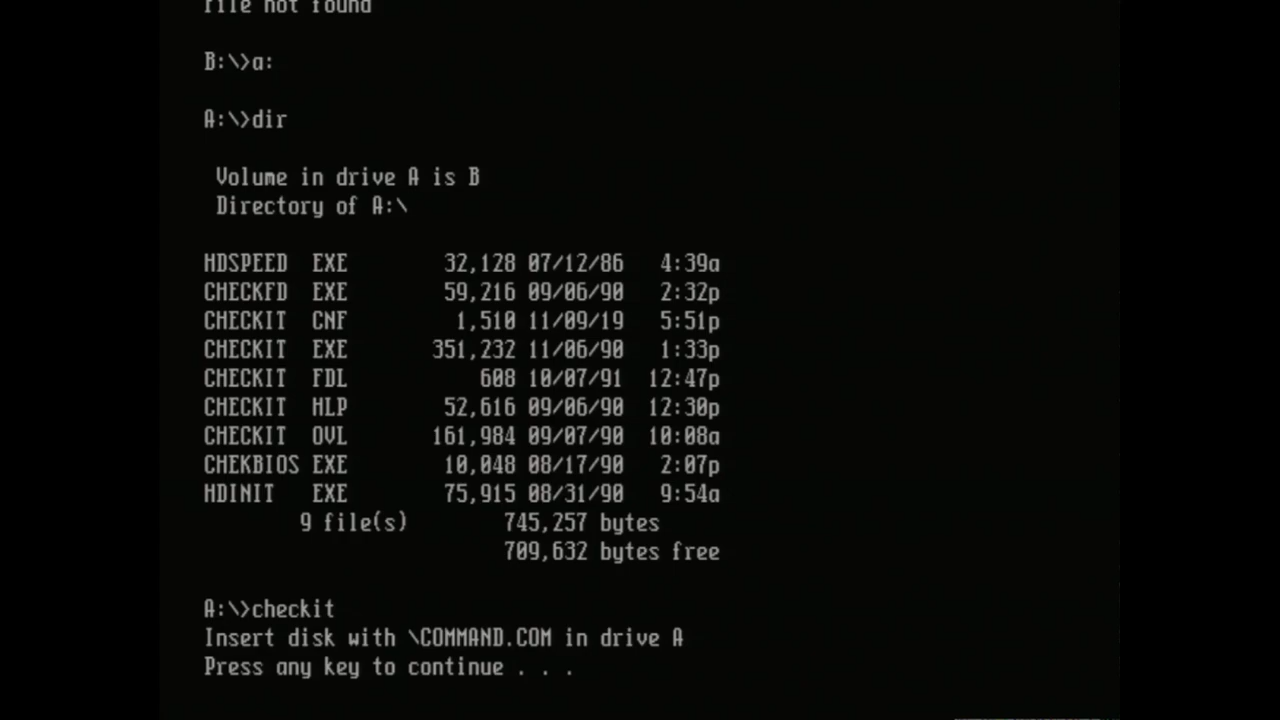 file not found
B:\>a:
A:\>dir
Volume in drive A is B
Directory of A:\
HDSPEED EXE 32,128 07/12/86 4:39a
CHECKFD EXE 59,216 09/06/90 2:32p
CHECKIT CNF 1,510 11/09/19 5:51p
CHECKIT EXE 351,232 11/06/90 1:33p
CHECKIT FDL 608 10/07/91 12:47p
CHECKIT HLP 52,616 09/06/90 12:30p
CHECKIT OVL 161,984 09/07/90 10:08a
CHEKBIOS EXE 10,048 08/17/90 2:07p
HDINIT EXE 75,915 08/31/90 9:54a
9 file(s) 745,257 bytes
709,632 bytes free
A:\>checkit
Insert disk with \COMMAND.COM in drive A
Press any key to continue . . .